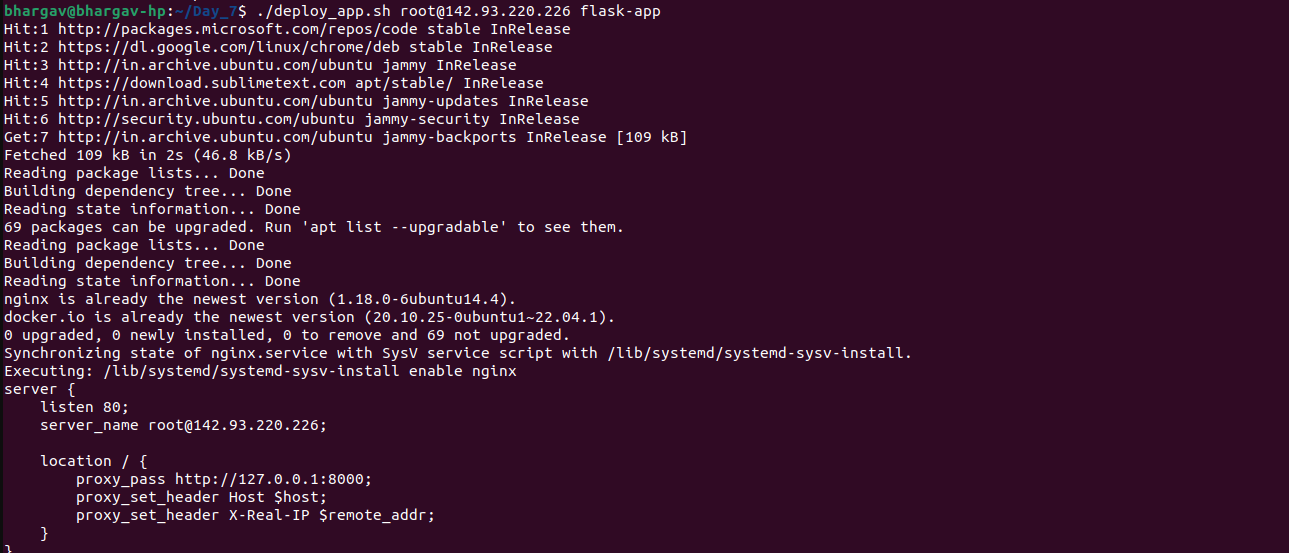 bhargav@bhargav-hp:~/Day_7$ ./deploy_app.sh root@142.93.220.226 flask-app
Hit:1 http://packages.microsoft.com/repos/code stable InRelease
Hit:2 https://dl.google.com/linux/chrome/deb stable InRelease
Hit:3 http://in.archive.ubuntu.com/ubuntu jammy InRelease
Hit:4 https://download.sublimetext.com apt/stable/ InRelease
Hit:5 http://in.archive.ubuntu.com/ubuntu jammy-updates InRelease
Hit:6 http://security.ubuntu.com/ubuntu jammy-security InRelease
Get:7 http://in.archive.ubuntu.com/ubuntu jammy-backports InRelease [109 kB]
Fetched 109 kB in 2s (46.8 kB/s)
Reading package lists... Done
Building dependency tree... Done
Reading state information... Done
69 packages can be upgraded. Run 'apt list --upgradable' to see them.
Reading package lists... Done
Building dependency tree... Done
Reading state information... Done
nginx is already the newest version (1.18.0-6ubuntu14.4).
docker.io is already the newest version (20.10.25-0ubuntu1~22.04.1).
0 upgraded, 0 newly installed, 0 to remove and 69 not upgraded.
Synchronizing state of nginx.service with SysV service script with /lib/systemd/systemd-sysv-install.
Executing: /lib/systemd/systemd-sysv-install enable nginx
server {
    listen 80;
    server_name root@142.93.220.226;

    location / {
        proxy_pass http://127.0.0.1:8000;
        proxy_set_header Host $host;
        proxy_set_header X-Real-IP $remote_addr;
    }
}